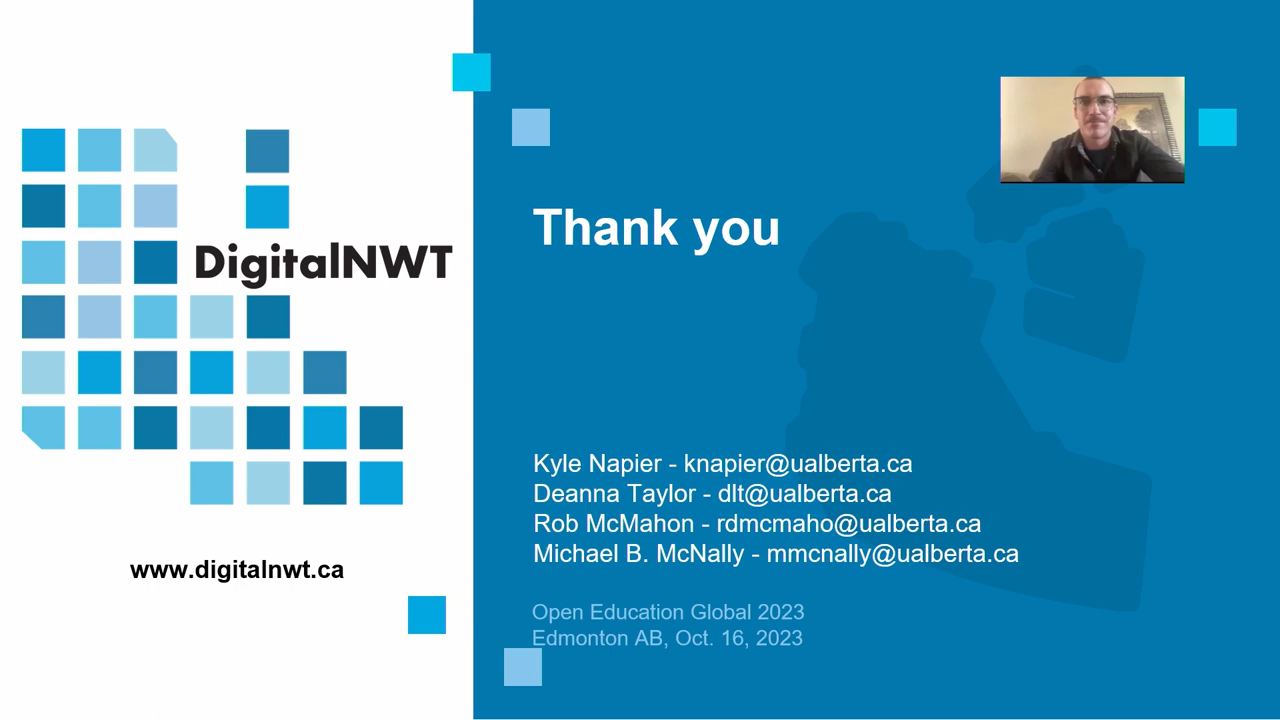 DigitalNWT
www.digitalnwt.ca
Thank you
Kyle Napier - knapier@ualberta.ca
Deanna Taylor - dlt@ualberta.ca
Rob McMahon - rdmcmaho@ualberta.ca
Michael B. McNally - mmcnally@ualberta.ca
Open Education Global 2023
Edmonton AB, Oct. 16, 2023